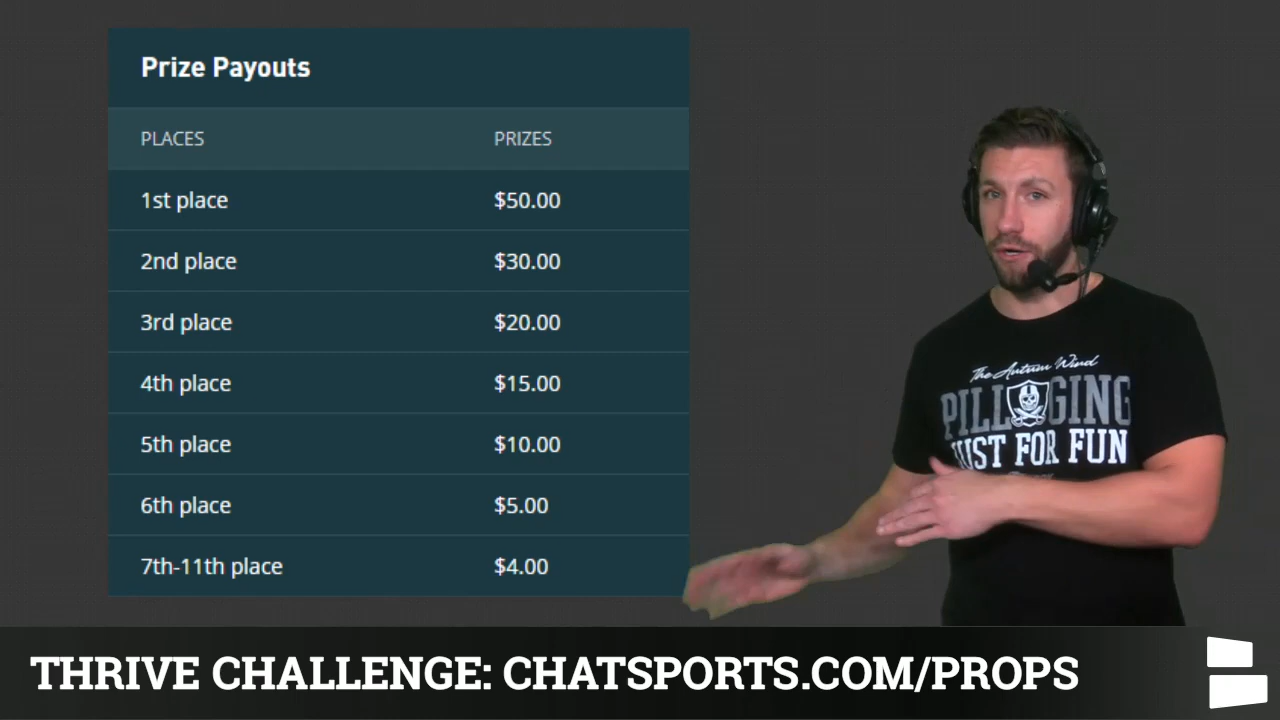 Prize Payouts
PLACES PRIZES
1st place $50.00
2nd place $30.00
3rd place $20.00
4th place $15.00
5th place $10.00
6th place $5.00
7th-11th place $4.00
The Autumn Wind
PILL GING
JUST FOR FUN
THRIVE CHALLENGE: CHATSPORTS.COM/PROPS